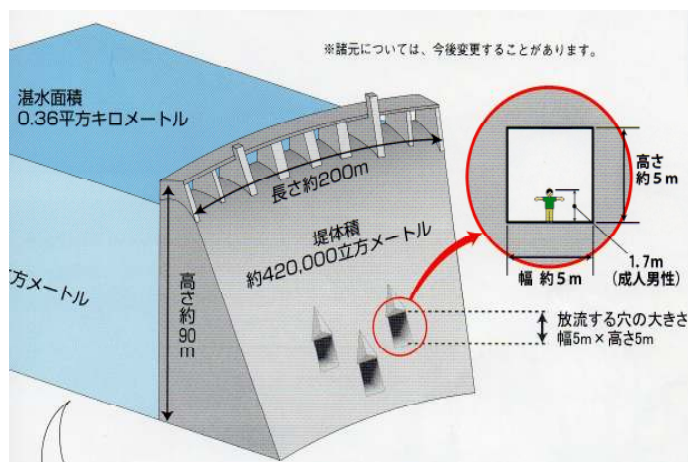 ※諸元については、今後変更することがあります。
湛水面積
0.36平方キロメートル
長さ約200m
堤体積
約420,000立方メートル
高さ約90m
方メートル
高さ
約5m
幅 約5m
1.7m
(成人男性)
放流する穴の大きさ
幅5m×高さ5m